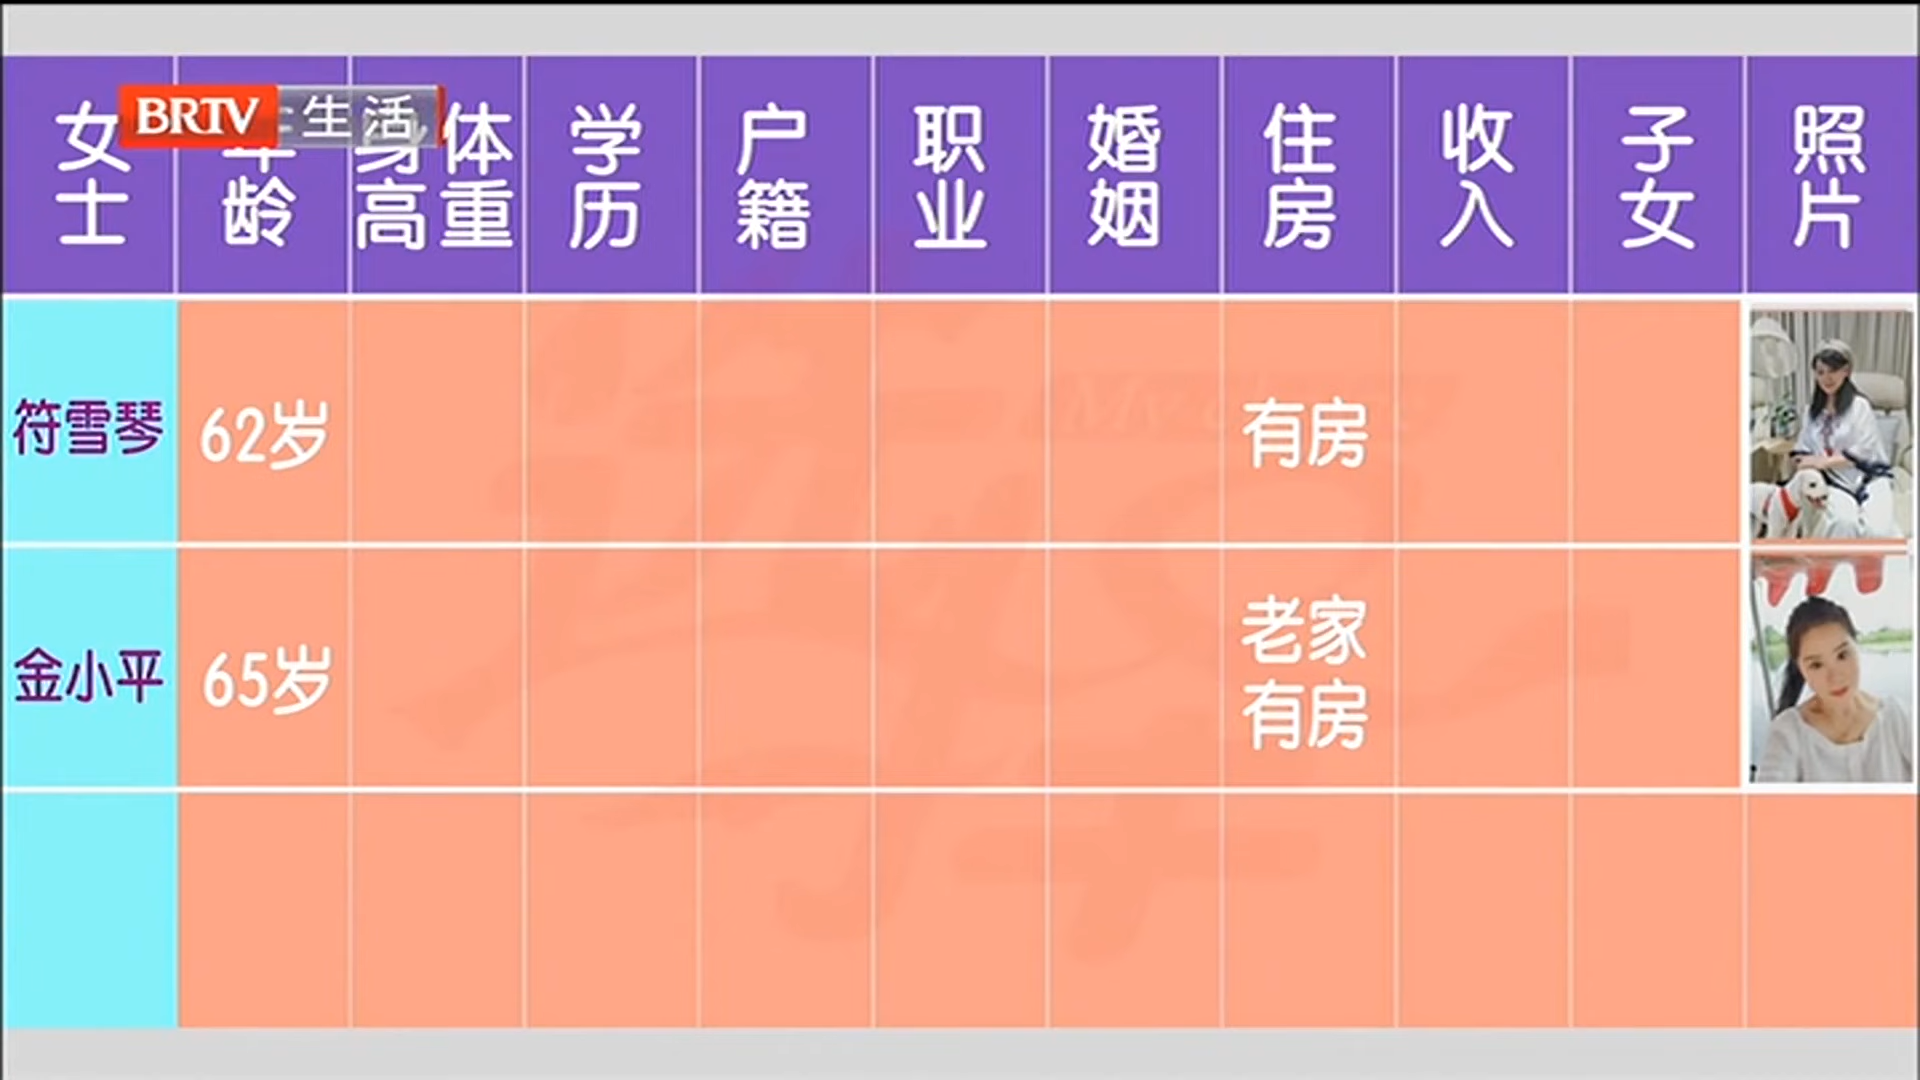 BRTV 生活
女士 年龄 身高 体重 学历 户籍 职业 婚姻 住房 收入 子女 照片
符雪琴 62岁 有房
金小平 65岁 老家
有房